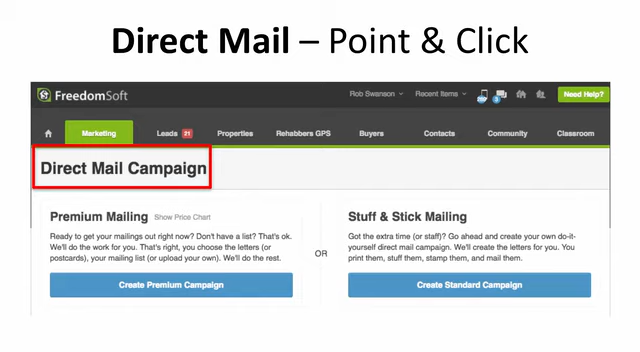 Direct Mail – Point & Click
FreedomSoft
Rob Swanson
Recent Items
Need Help?
Marketing
Leads 21
Properties
Rehabbers GPS
Buyers
Contacts
Community
Classroom
Direct Mail Campaign
Premium Mailing Show Price Chart
Ready to get your mailings out right now? Don't have a list? That's ok.
We'll do the work for you. That's right, you choose the letters (or
postcards), your mailing list (or upload your own). We'll do the rest.
Create Premium Campaign
OR
Stuff & Stick Mailing
Got the extra time (or staff)? Go ahead and create your own do-it-
yourself direct mail campaign. We'll create the letters for you. You
print them, stuff them, stamp them, and mail them.
Create Standard Campaign